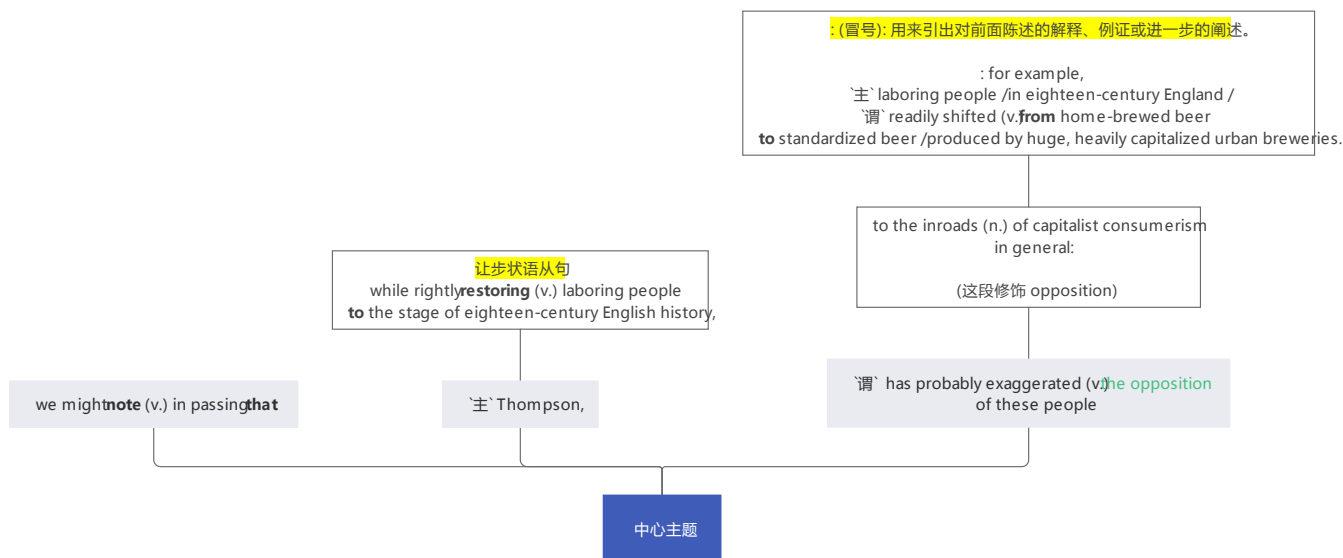 : (冒号): 用来引出对前面陈述的解释、例证或进一步的阐述。
: for example,
`主` laboring people /in eighteen-century England /
`谓` readily shifted (v.)from home-brewed beer
to standardized beer /produced by huge, heavily capitalized urban breweries.
to the inroads (n.) of capitalist consumerism
in general:
(这段修饰 opposition)
让步状语从句
while rightly restoring (v.) laboring people
to the stage of eighteen-century English history,
we might note (v.) in passing that
`主` Thompson,
`谓` has probably exaggerated (v.) the opposition
of these people
中心主题